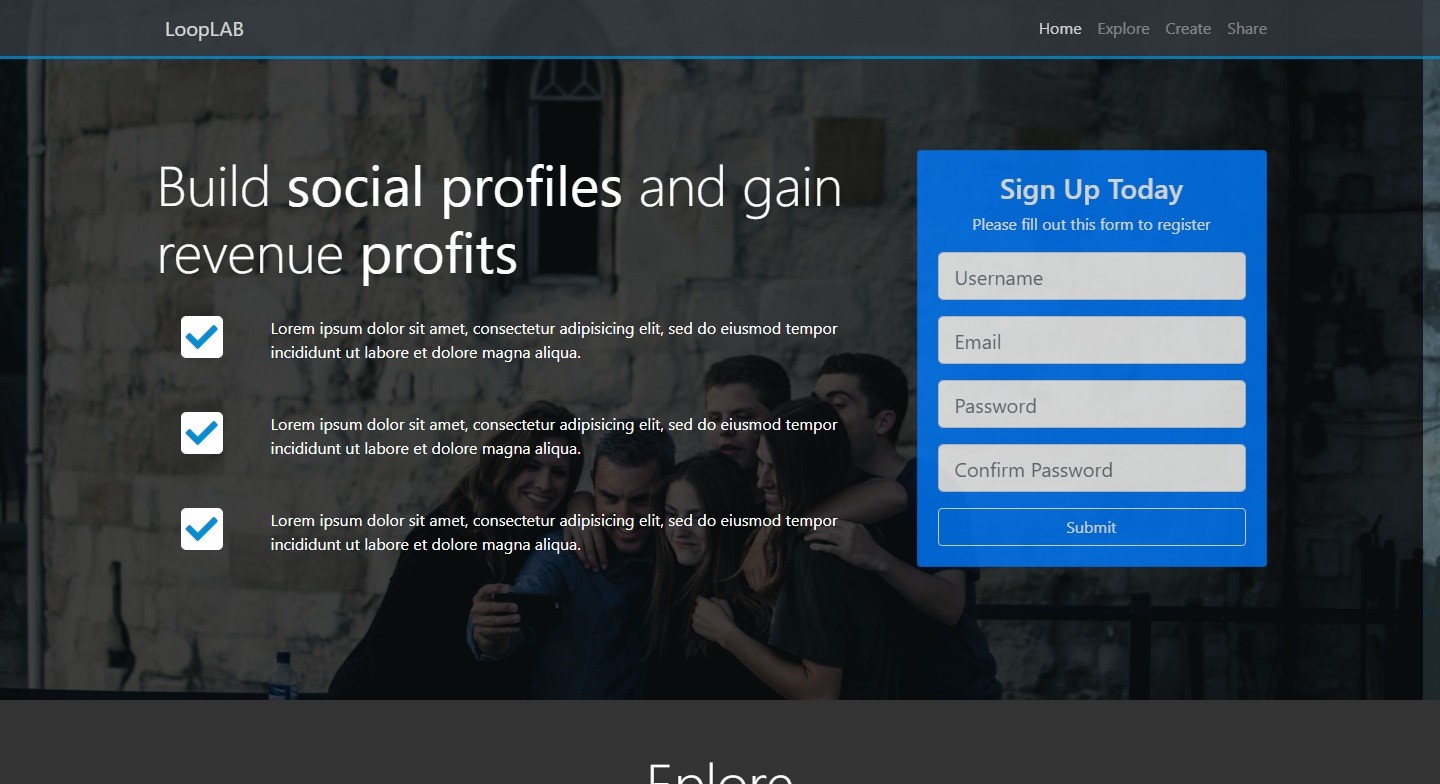 LoopLAB
Home Explore Create Share
Build social profiles and gain
revenue profits
Lorem ipsum dolor sit amet, consectetur adipisicing elit, sed do eiusmod tempor
incididunt ut labore et dolore magna aliqua.
Lorem ipsum dolor sit amet, consectetur adipisicing elit, sed do eiusmod tempor
incididunt ut labore et dolore magna aliqua.
Lorem ipsum dolor sit amet, consectetur adipisicing elit, sed do eiusmod tempor
incididunt ut labore et dolore magna aliqua.
Sign Up Today
Please fill out this form to register
Username
Email
Password
Confirm Password
Submit
Eplore